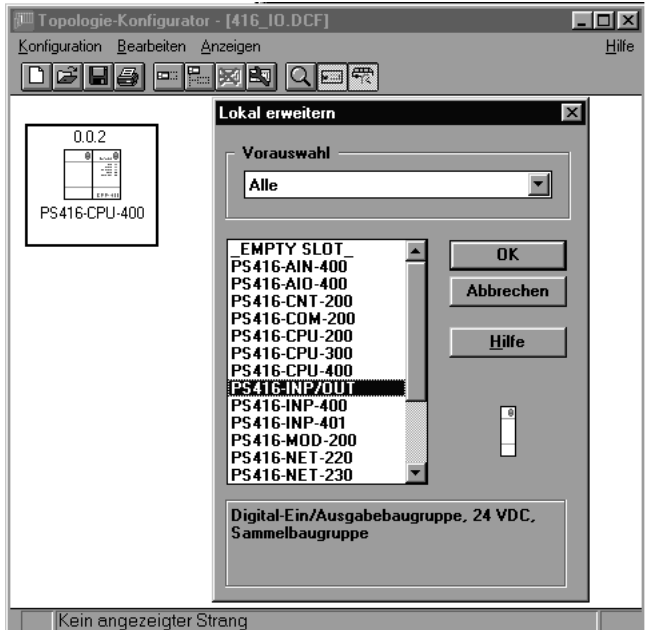 Topologie-Konfigurator - [416_IO.DCF]
Konfiguration Bearbeiten Anzeigen Hilfe
0.0.2
PS416-CPU-400
Lokal erweitern
Vorauswahl
Alle
_EMPTY SLOT_
PS416-AIN-400
PS416-AIO-400
PS416-CNT-200
PS416-COM-200
PS416-CPU-200
PS416-CPU-300
PS416-CPU-400
PS416-INP/OUT
PS416-INP-400
PS416-INP-401
PS416-MOD-200
PS416-NET-220
PS416-NET-230
OK
Abbrechen
Hilfe
Digital-Ein/Ausgabebaugruppe, 24 VDC,
Sammelbaugruppe
Kein angezeigter Strang